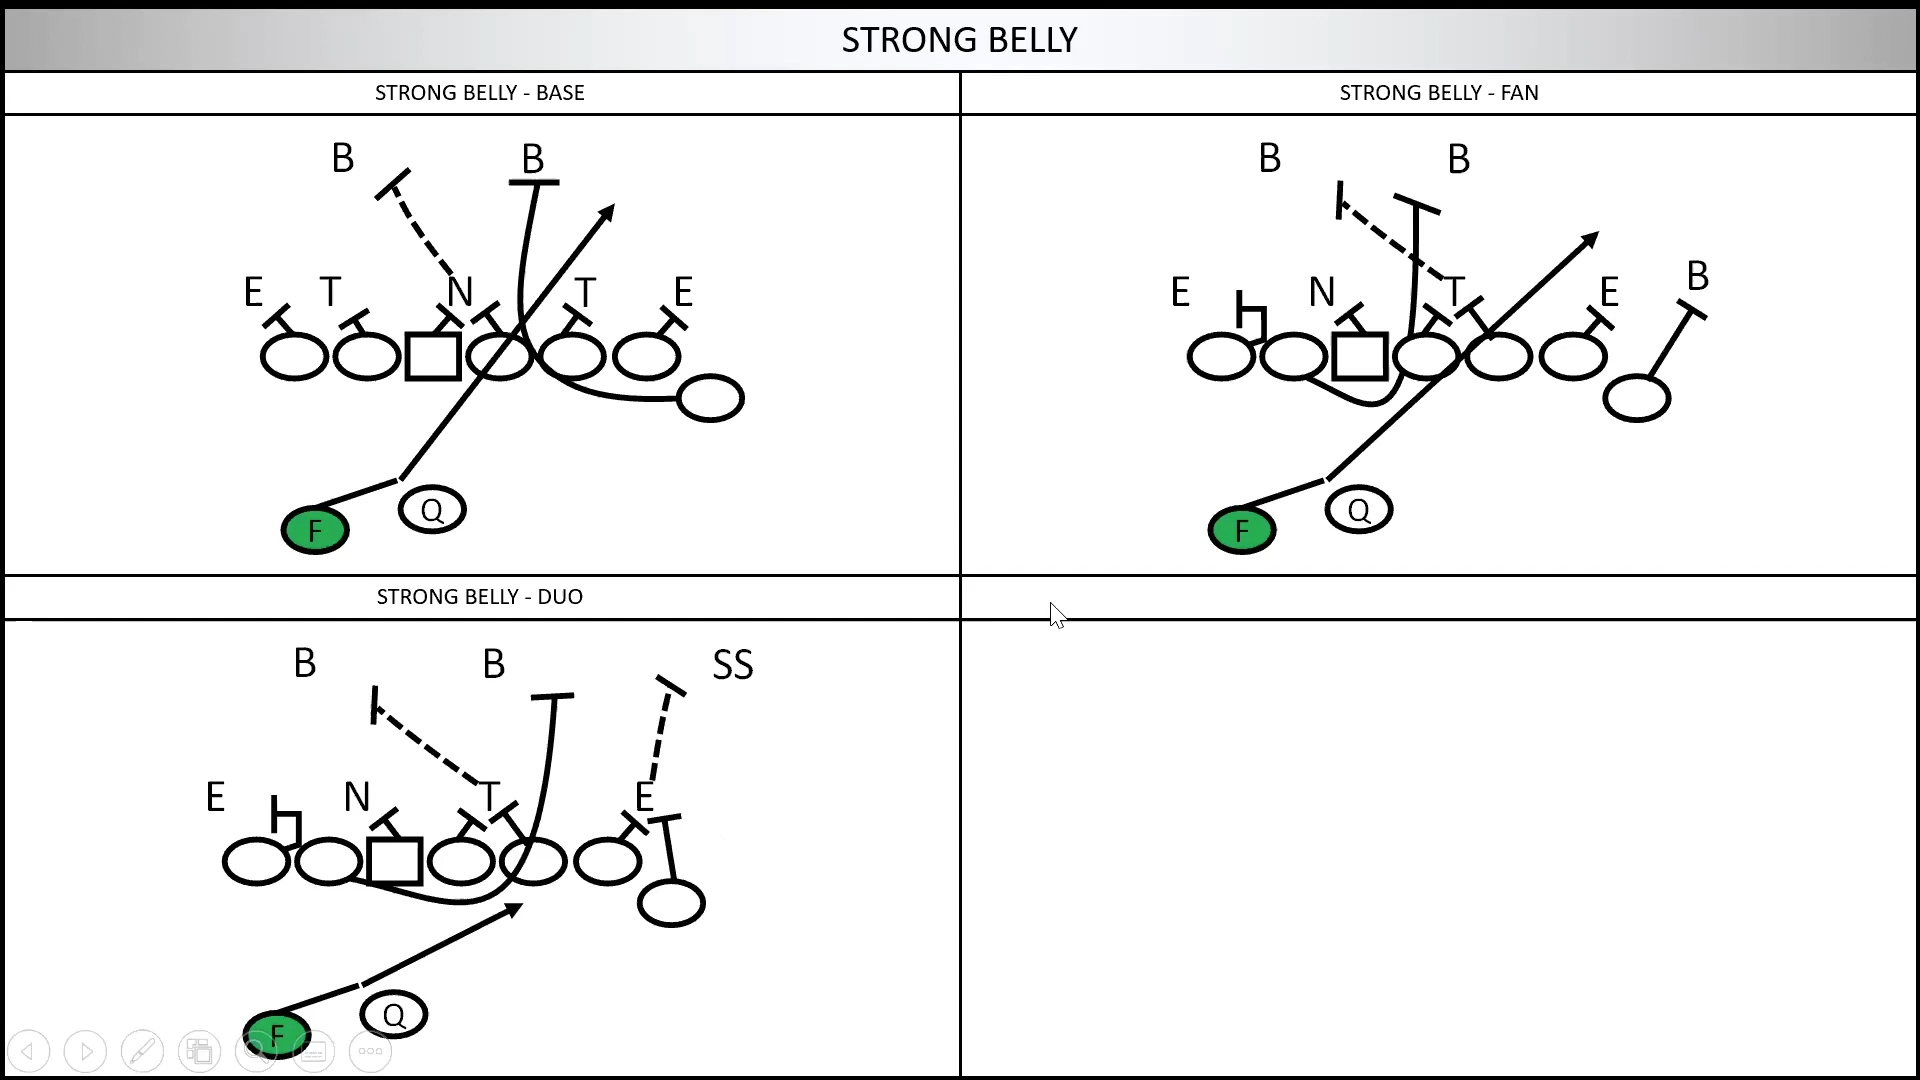 STRONG BELLY
STRONG BELLY - BASE
B B
E T N T E
Q
F
STRONG BELLY - FAN
B B
E N T E B
Q
F
STRONG BELLY - DUO
B B SS
E N T E
Q
F